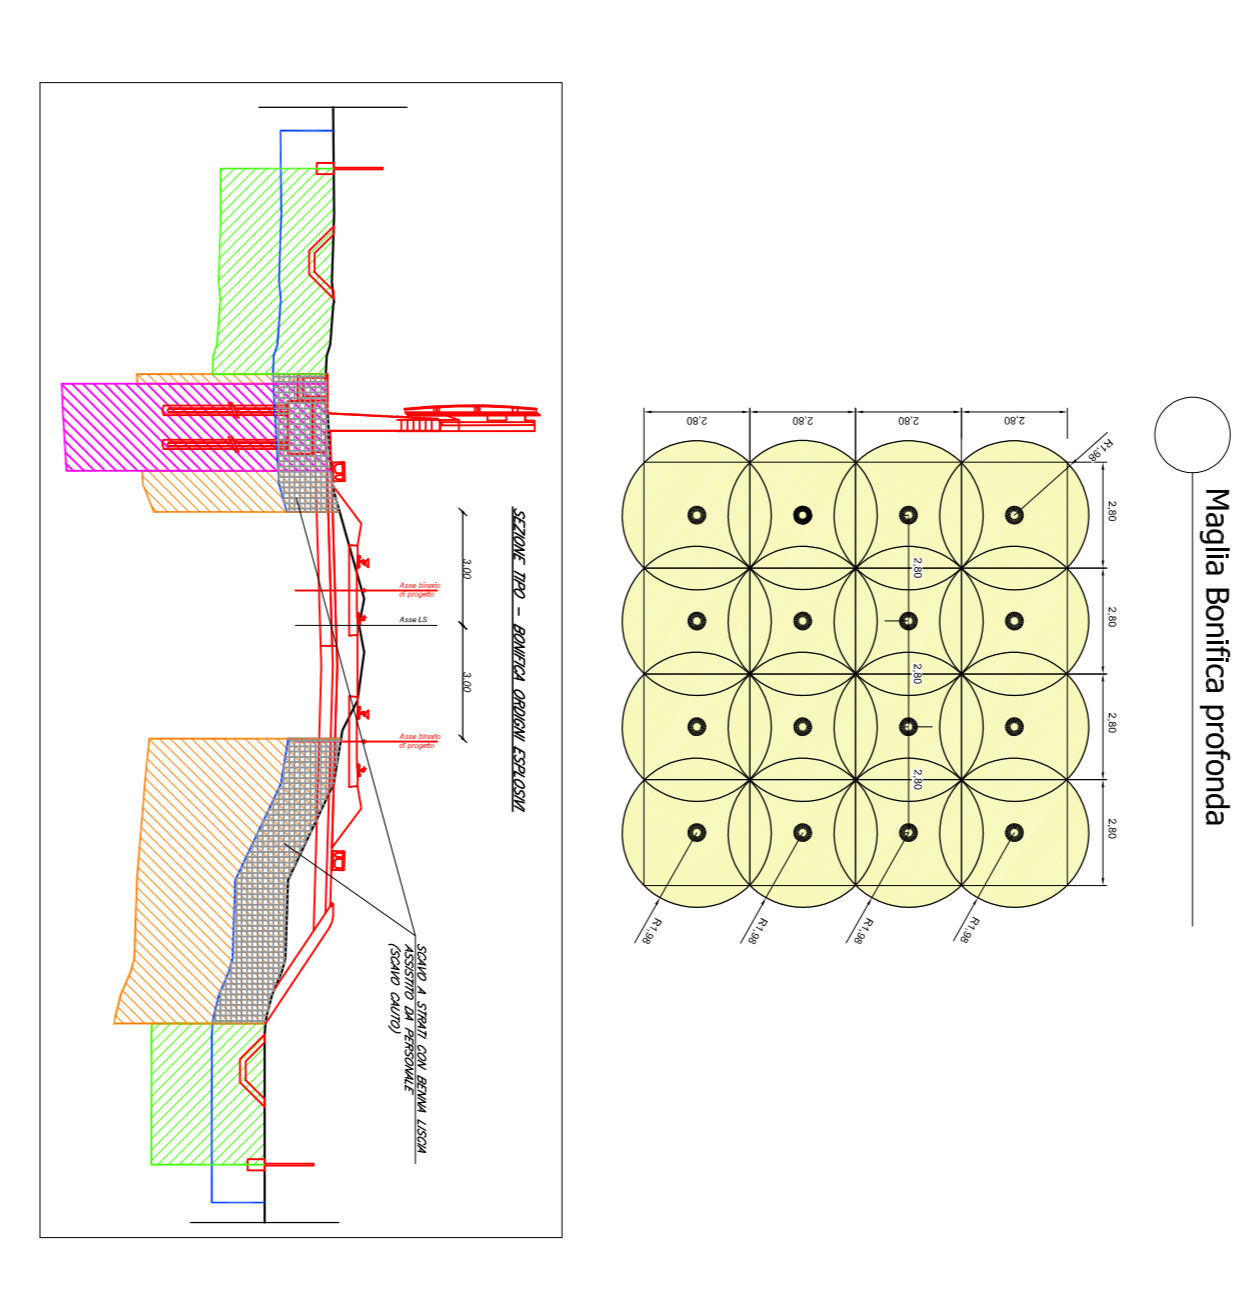 Maglia Bonifica profonda
R1,98
2,80
2,80
2,80
2,80
2,80
2,80
2,80
2,80
2,80
2,80
2,80
R1,98
R1,98
R1,98
R1,98
SEZIONE TIPO - BONIFICA ORDIGNI ESPLOSIVI
3.00
3.00
Asse binario
di progetto
Asse LS
Asse binario
di progetto
SCAVO A STRATI CON BENNA LISCIA
ASSISTITO DA PERSONALE
(SCAVO CAUTO)